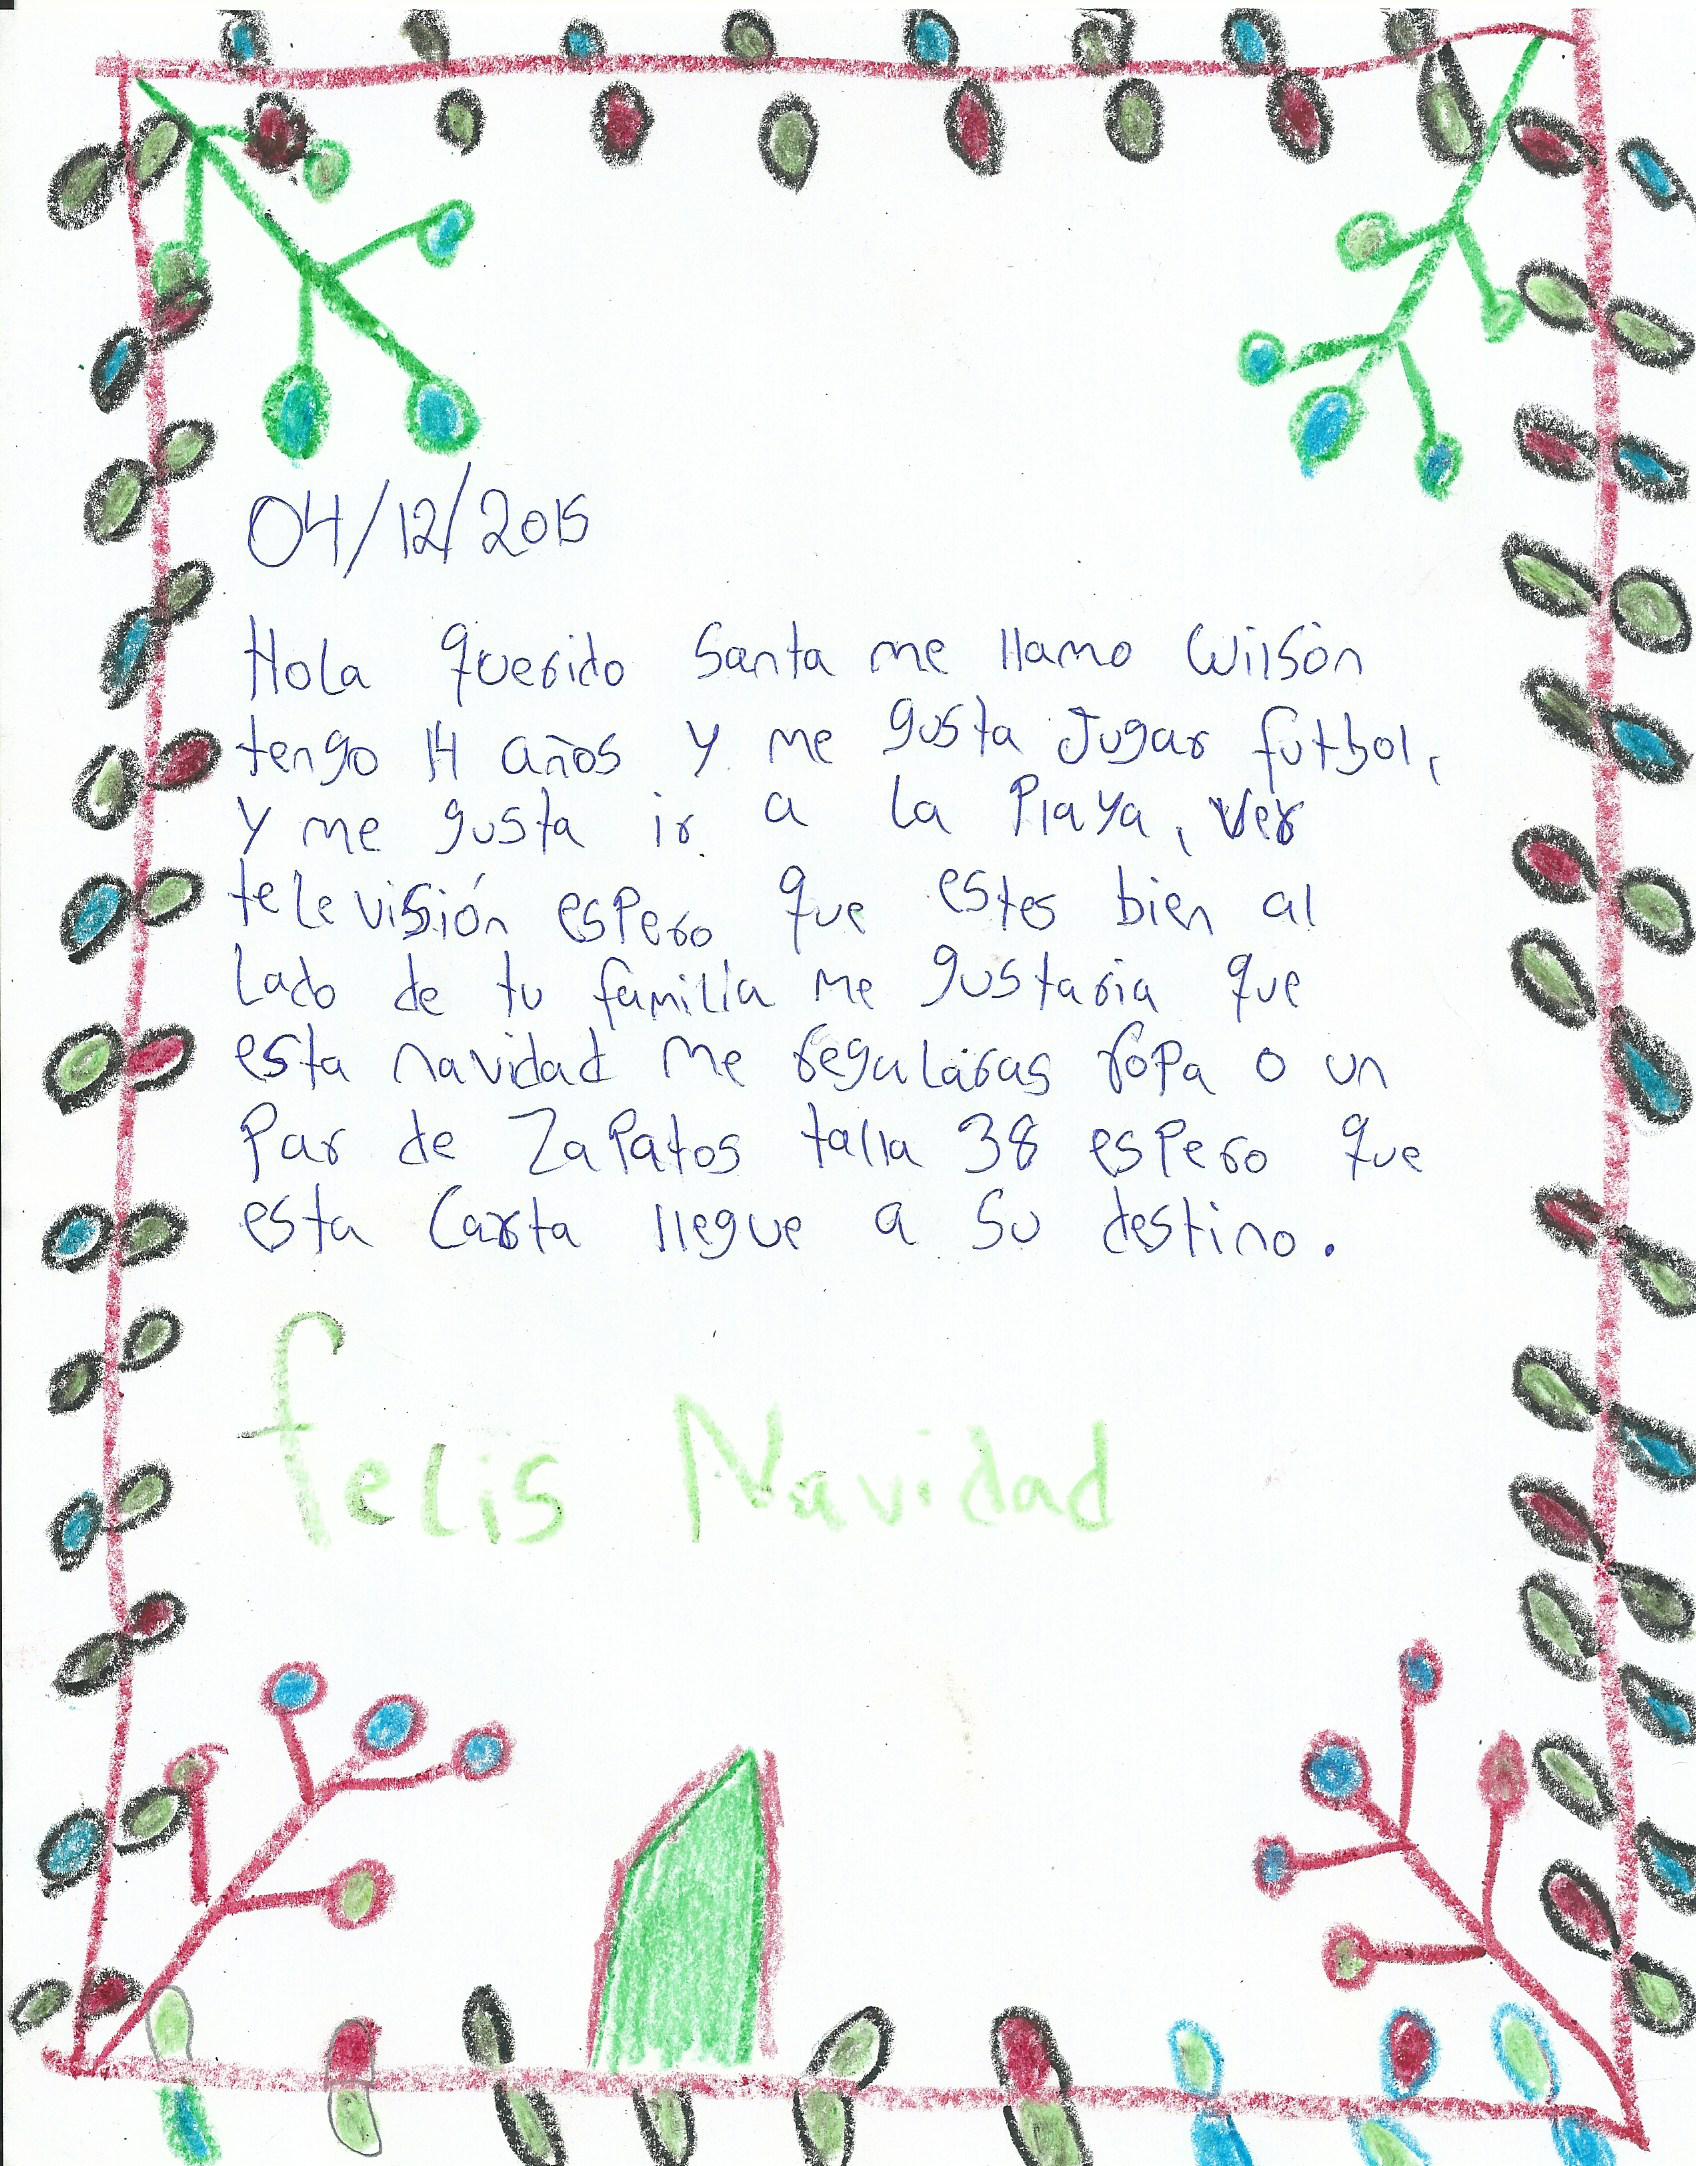 04/12/2015
Hola querido Santa me llamo Wilson
tengo 14 años y me gusta Jugar futbol,
y me gusta ir a la Playa, ver
televisión espero que estes bien al
lado de tu familia me gustaria que
esta navidad me regularas ropa o un
Par de Zapatos talla 38 espero que
esta Carta llegue a su destino.
felis Navidad